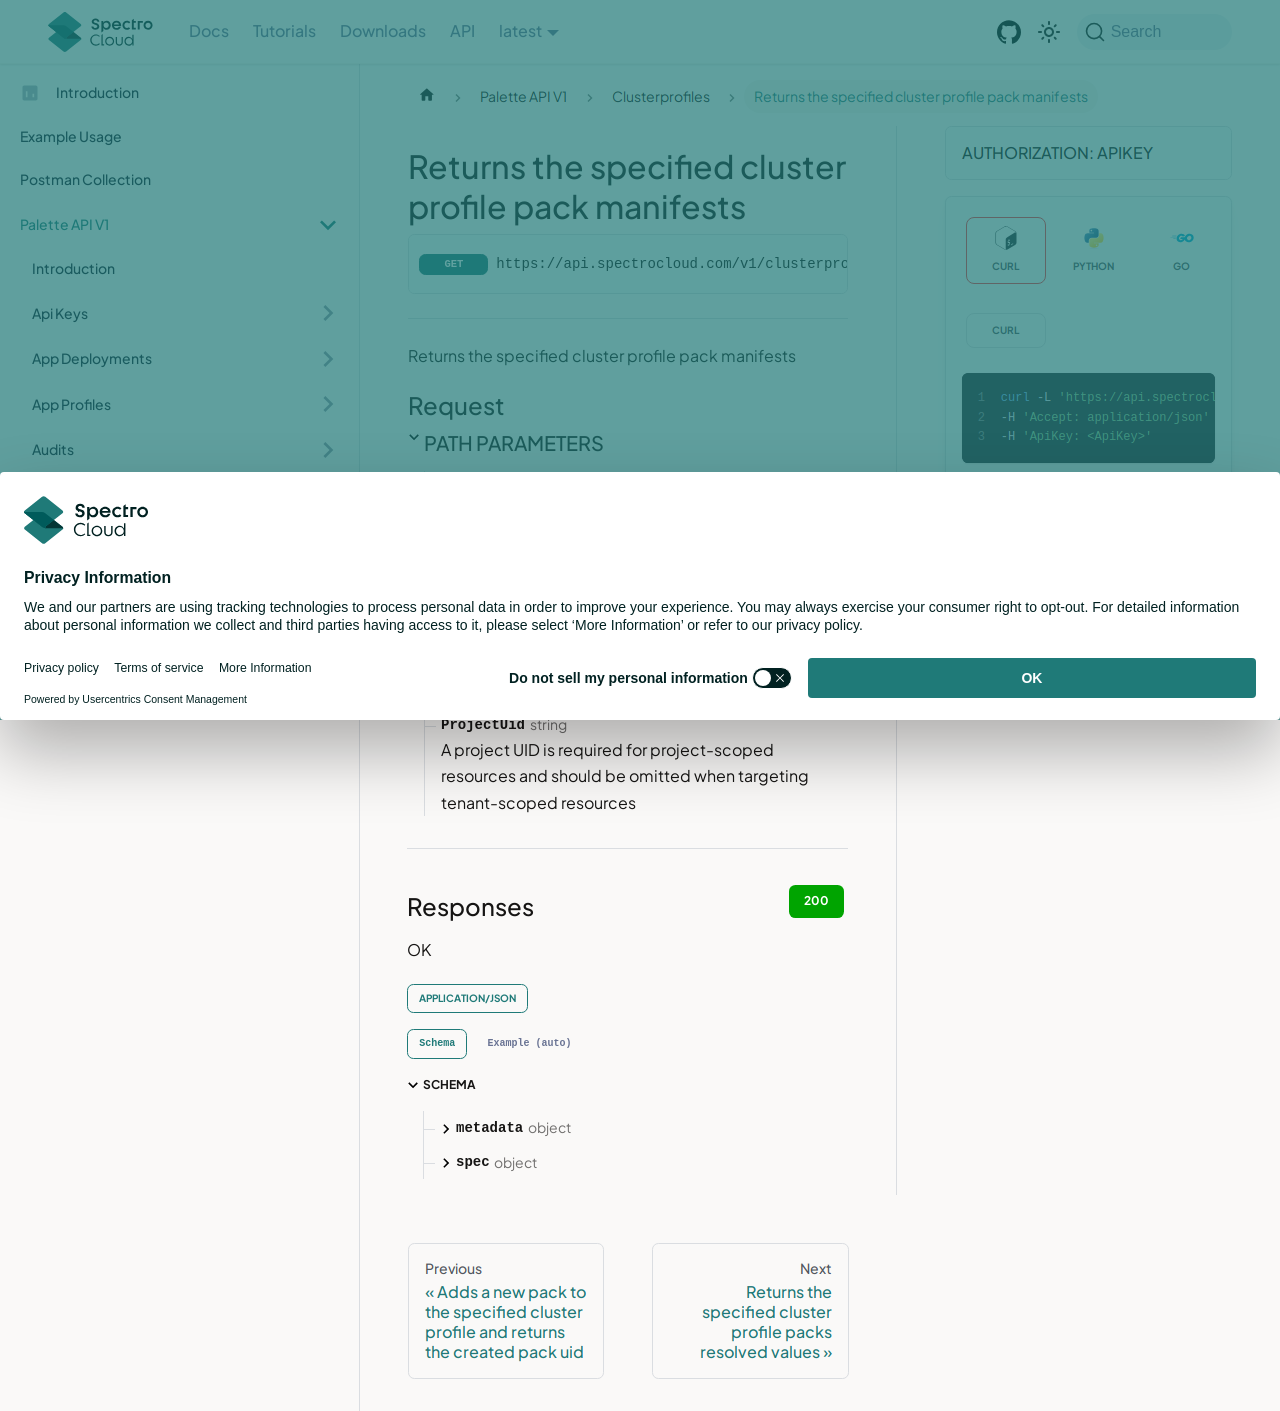 Spectro Cloud
Docs
Tutorials
Downloads
API
latest
Search
Introduction
Example Usage
Postman Collection
Palette API V1
Introduction
Api Keys
App Deployments
App Profiles
Audits
Palette API V1
Clusterprofiles
Returns the specified cluster profile pack manifests
Returns the specified cluster
profile pack manifests
GET https://api.spectrocloud.com/v1/clusterpro
Returns the specified cluster profile pack manifests
Request
PATH PARAMETERS
AUTHORIZATION: APIKEY
CURL
PYTHON
GO
CURL
1 curl -L 'https://api.spectrocl
2 -H 'Accept: application/json'
3 -H 'ApiKey: <ApiKey>'
Spectro
Cloud
Privacy Information
We and our partners are using tracking technologies to process personal data in order to improve your experience. You may always exercise your consumer right to opt-out. For detailed information
about personal information we collect and third parties having access to it, please select ‘More Information’ or refer to our privacy policy.
Privacy policy
Terms of service
More Information
Powered by Usercentrics Consent Management
Do not sell my personal information
OK
ProjectUid string
A project UID is required for project-scoped
resources and should be omitted when targeting
tenant-scoped resources
Responses
200
OK
APPLICATION/JSON
Schema
Example (auto)
SCHEMA
metadata object
spec object
Previous
« Adds a new pack to
the specified cluster
profile and returns
the created pack uid
Next
Returns the
specified cluster
profile packs
resolved values »